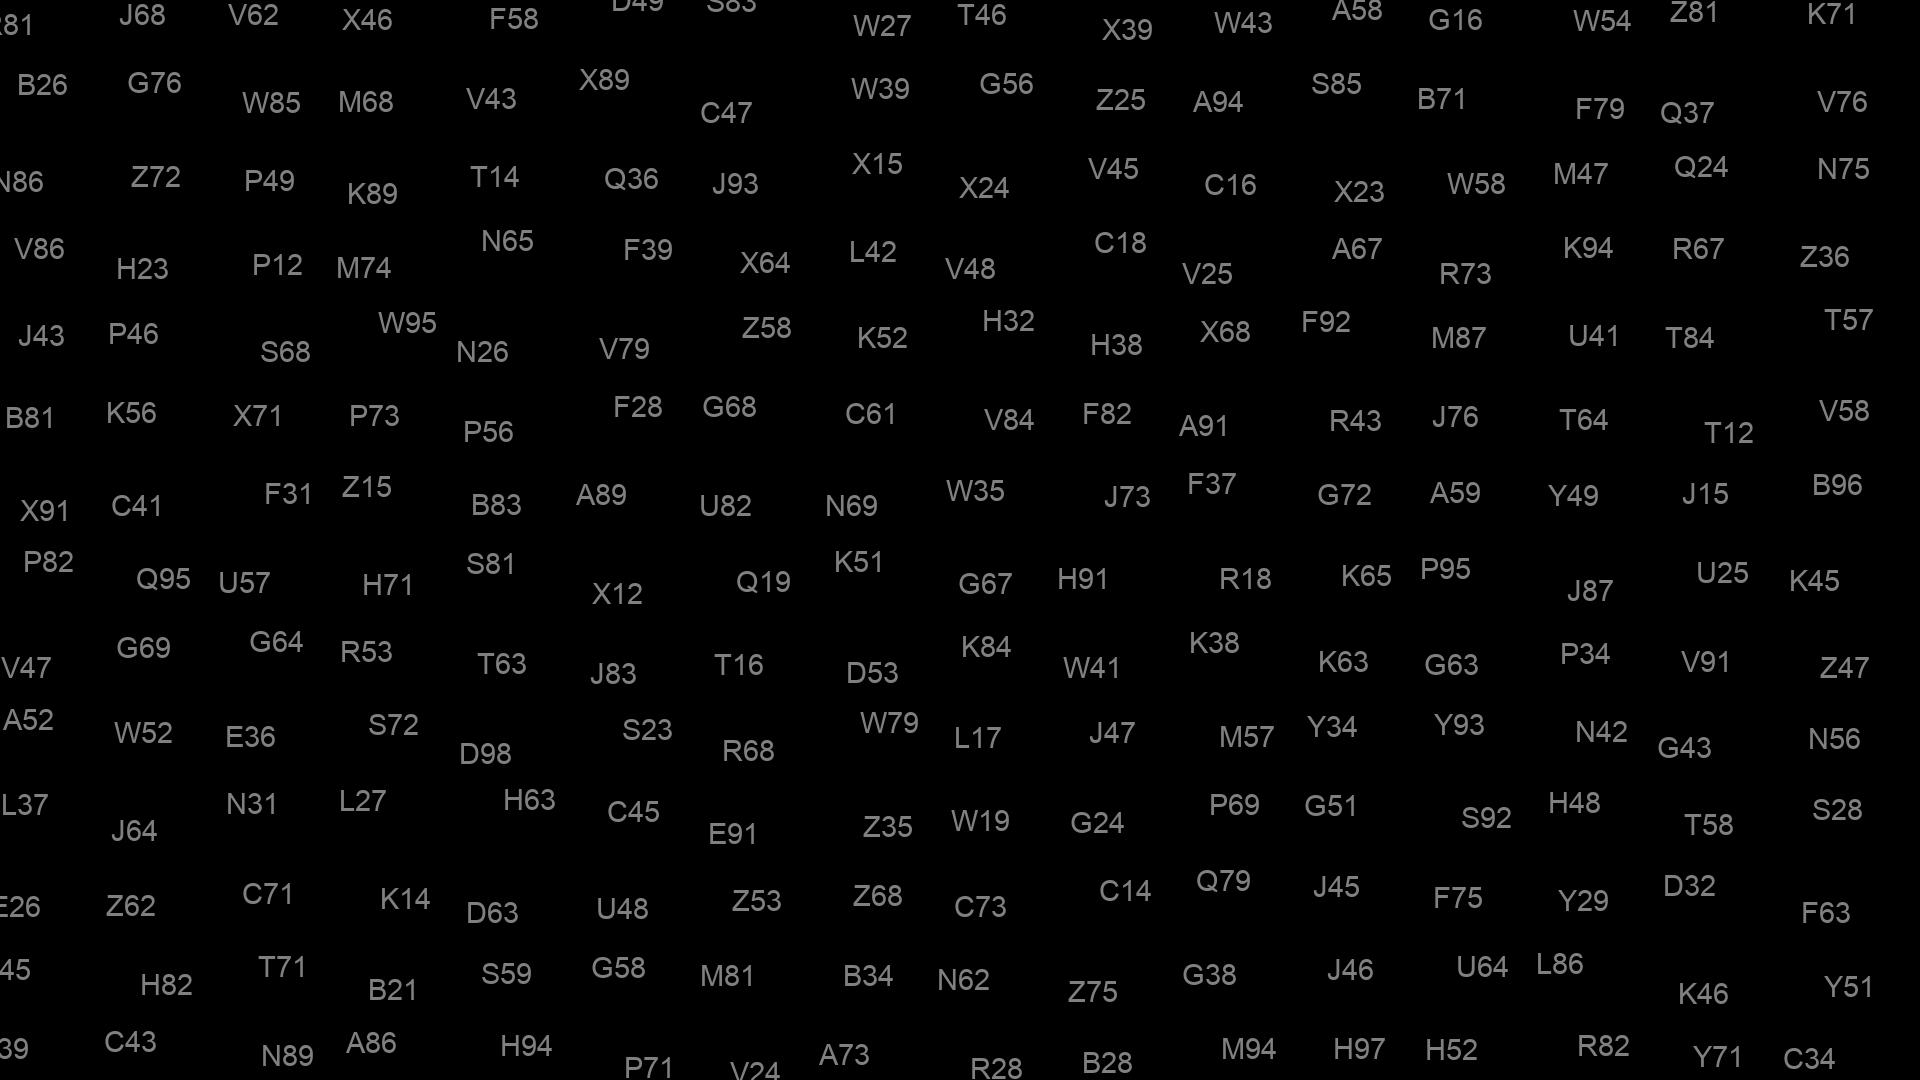 J68 V62 X46 F58 D49 S83 W27 T46 X39 W43 A58 G16 W54 Z81 K71
B26 G76 W85 M68 V43 X89 C47 W39 G56 Z25 A94 S85 B71 F79 Q37 V76
N86 Z72 P49 K89 T14 Q36 J93 X15 X24 V45 C16 X23 W58 M47 Q24 N75
V86 H23 P12 M74 N65 F39 X64 L42 V48 C18 V25 A67 R73 K94 R67 Z36
J43 P46 S68 W95 N26 V79 Z58 K52 H32 H38 X68 F92 M87 U41 T84 T57
B81 K56 X71 P73 P56 F28 G68 C61 V84 F82 A91 R43 J76 T64 T12 V58
X91 C41 F31 Z15 B83 A89 U82 N69 W35 J73 F37 G72 A59 Y49 J15 B96
P82 Q95 U57 H71 S81 X12 Q19 K51 G67 H91 R18 K65 P95 J87 U25 K45
V47 G69 G64 R53 T63 J83 T16 D53 K84 W41 K38 K63 G63 P34 V91 Z47
A52 W52 E36 S72 D98 S23 R68 W79 L17 J47 M57 Y34 Y93 N42 G43 N56
L37 J64 N31 L27 H63 C45 E91 Z35 W19 G24 P69 G51 S92 H48 T58 S28
E26 Z62 C71 K14 D63 U48 Z53 Z68 C73 C14 Q79 J45 F75 Y29 D32 F63
45 H82 T71 B21 S59 G58 M81 B34 N62 Z75 G38 J46 U64 L86 K46 Y51
39 C43 N89 A86 H94 P71 V24 A73 R28 B28 M94 H97 H52 R82 Y71 C34